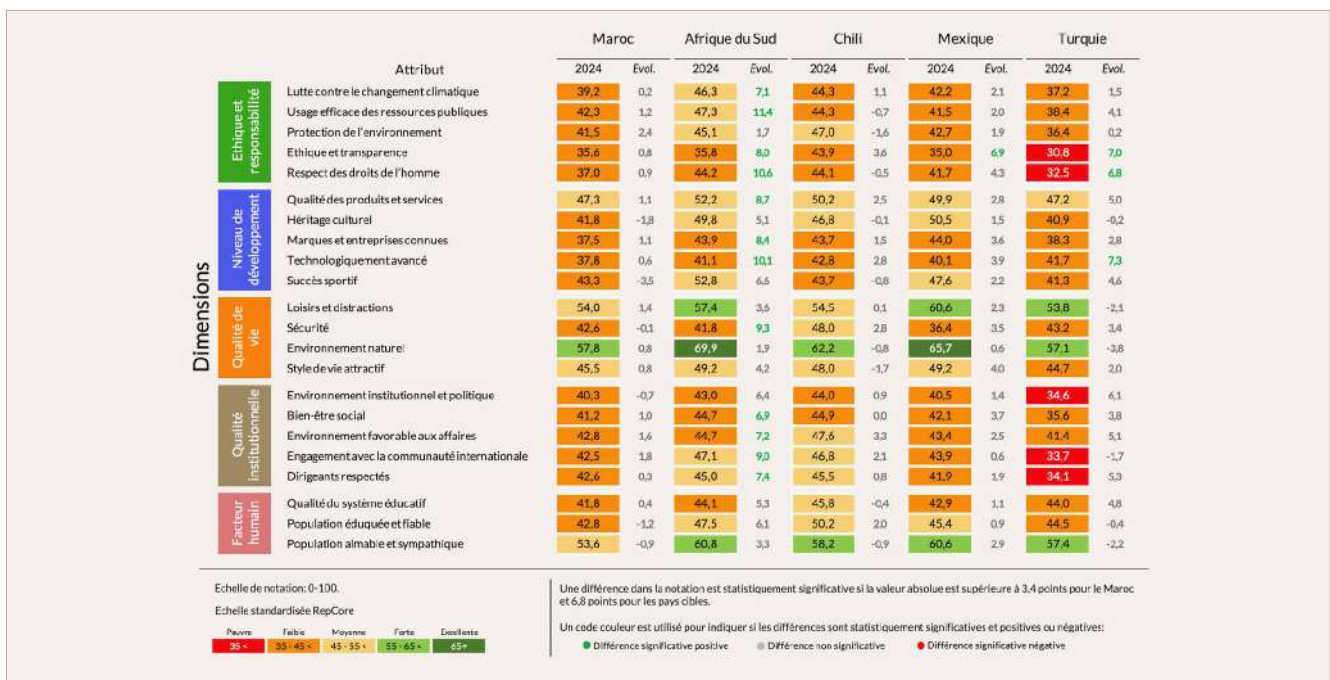 Maroc Afrique du Sud Chili Mexique Turquie
Attribut 2024 Evol. 2024 Evol. 2024 Evol. 2024 Evol. 2024 Evol.
Dimensions
Ethique et responsabilité
Lutte contre le changement climatique 39,2 0,2 46,3 7,1 44,3 1,1 42,2 2,1 37,2 1,5
Usage efficace des ressources publiques 42,3 1,2 47,3 11,4 44,3 -0,7 41,5 2,0 38,4 4,1
Protection de l'environnement 41,5 2,4 45,1 1,7 47,0 -1,6 42,7 1,9 36,4 0,2
Ethique et transparence 35,6 0,8 35,8 8,0 43,9 3,6 35,0 6,9 30,8 7,0
Respect des droits de l'homme 37,0 0,9 44,2 10,6 44,1 -0,5 41,7 4,3 32,5 6,8
Niveau de développement
Qualité des produits et services 47,3 1,1 52,2 8,7 50,2 2,5 49,9 2,8 47,2 5,0
Héritage culturel 41,8 -1,8 49,8 5,1 46,8 -0,1 50,5 1,5 40,9 -0,2
Marques et entreprises connues 37,5 1,1 43,9 8,4 43,7 1,5 44,0 3,6 38,3 2,8
Technologiquement avancé 37,8 0,6 41,1 10,1 42,8 2,8 40,1 3,9 41,7 7,3
Succès sportif 43,3 -3,5 52,8 6,6 43,7 -0,8 47,6 2,2 41,3 4,6
Qualité de vie
Loisirs et distractions 54,0 1,4 57,4 3,6 54,5 0,1 60,6 2,3 53,8 -2,1
Sécurité 42,6 -0,1 41,8 9,3 48,0 2,8 36,4 3,5 43,2 3,4
Environnement naturel 57,8 0,8 69,9 1,9 62,2 -0,8 65,7 0,6 57,1 -3,8
Style de vie attractif 45,5 0,8 49,2 4,2 48,0 -1,7 49,2 4,0 44,7 2,0
Qualité institutionnelle
Environnement institutionnel et politique 40,3 -0,7 43,0 6,4 44,0 0,9 40,5 1,4 34,6 6,1
Bien-être social 41,2 1,0 44,7 6,9 44,9 0,0 42,1 3,7 35,6 3,8
Environnement favorable aux affaires 42,8 1,6 44,7 7,2 47,6 3,3 43,4 2,5 41,4 5,1
Engagement avec la communauté internationale 42,5 1,8 47,1 9,0 46,8 2,1 43,9 0,6 33,7 -1,7
Dirigeants respectés 42,6 0,3 45,0 7,4 45,5 0,8 41,9 1,9 34,1 5,3
Facteur humain
Qualité du système éducatif 41,8 0,4 44,1 5,3 45,8 -0,4 42,9 1,1 44,0 4,8
Population éduquée et fiable 42,8 -1,2 47,5 6,1 50,2 2,0 45,4 0,9 44,5 -0,4
Population aimable et sympathique 53,6 -0,9 60,8 3,3 58,2 -0,9 60,6 2,9 57,4 -2,2
Echelle de notation: 0-100.
Echelle standardisée RepCore
Pauvre Faible Moyenne Forte Excellente
35 < 35 - 45 < 45 - 55 < 55 - 65 < 65+
Une différence dans la notation est statistiquement significative si la valeur absolue est supérieure à 3,4 points pour le Maroc
et 6,8 points pour les pays cibles.
Un code couleur est utilisé pour indiquer si les différences sont statistiquement significatives et positives ou négatives:
Différence significative positive Différence non significative Différence significative négative